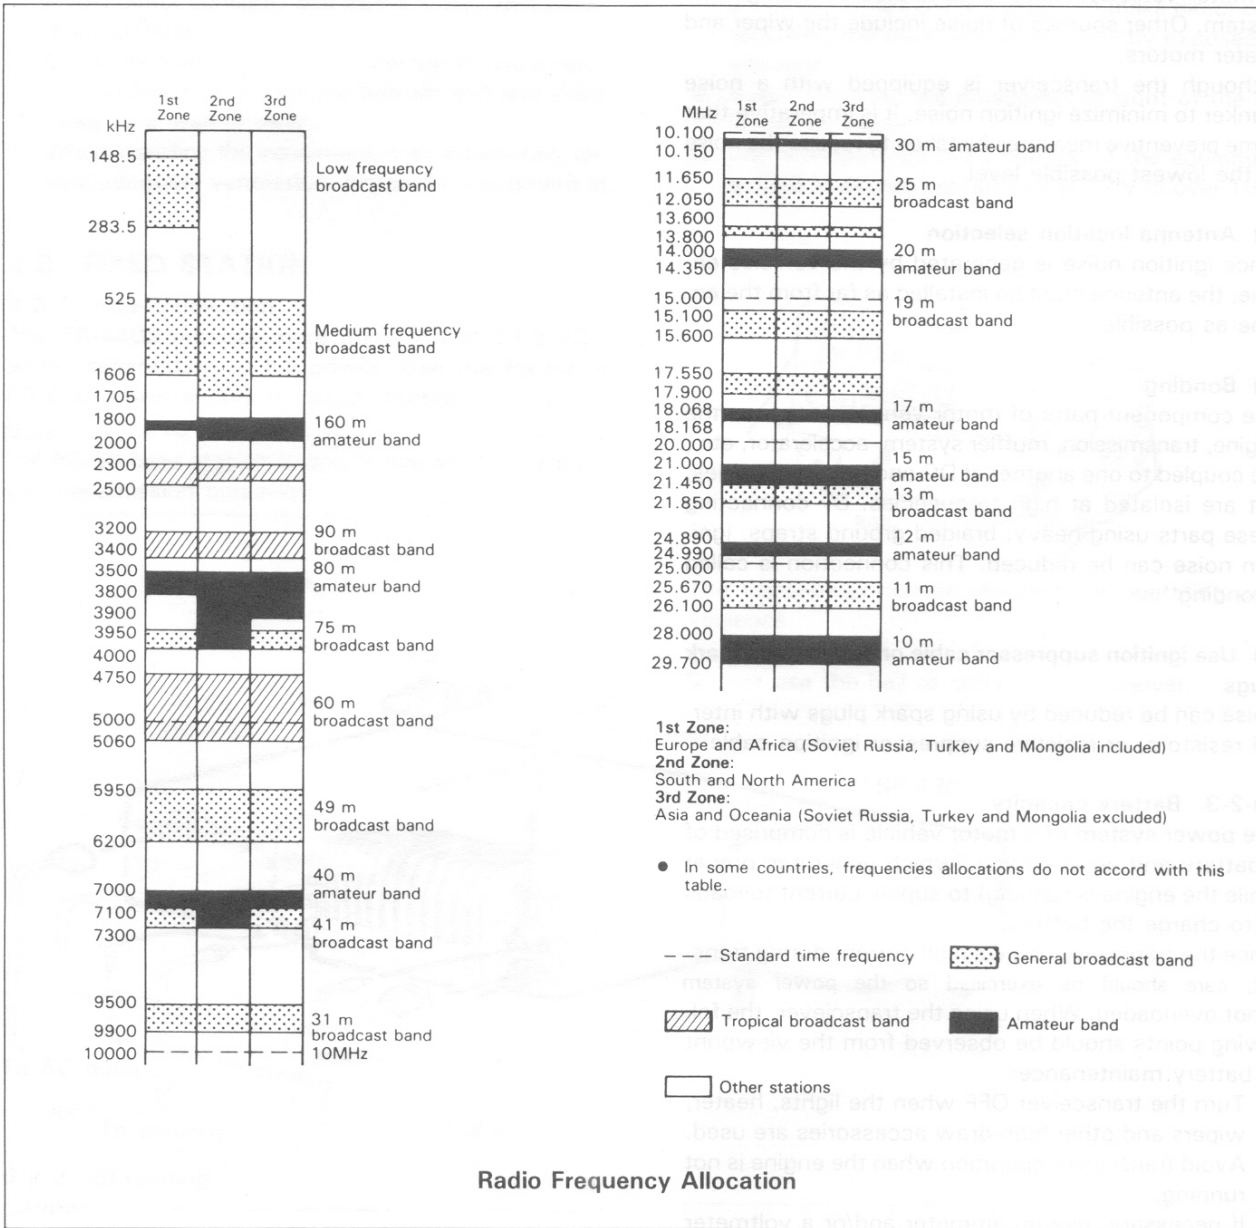 1st Zone 2nd Zone 3rd Zone
kHz
148.5
Low frequency
broadcast band
283.5
525
Medium frequency
broadcast band
1606
1705
1800
160 m
amateur band
2000
2300
2500
3200
90 m
broadcast band
3400
3500
80 m
amateur band
3800
3900
3950
75 m
broadcast band
4000
4750
60 m
broadcast band
5000
5060
5950
49 m
broadcast band
6200
7000
40 m
amateur band
7100
41 m
broadcast band
7300
9500
31 m
broadcast band
9900
10000
10MHz
1st Zone 2nd Zone 3rd Zone
MHz
10.100
10.150
30 m amateur band
11.650
25 m
broadcast band
12.050
13.600
13.800
14.000
20 m
amateur band
14.350
15.000
19 m
broadcast band
15.100
15.600
17.550
17.900
18.068
17 m
amateur band
18.168
20.000
21.000
15 m
amateur band
21.450
13 m
broadcast band
21.850
24.890
12 m
amateur band
24.990
25.000
25.670
11 m
broadcast band
26.100
28.000
10 m
amateur band
29.700
1st Zone:
Europe and Africa (Soviet Russia, Turkey and Mongolia included)
2nd Zone:
South and North America
3rd Zone:
Asia and Oceania (Soviet Russia, Turkey and Mongolia excluded)
● In some countries, frequencies allocations do not accord with this
table.
Standard time frequency
General broadcast band
Tropical broadcast band
Amateur band
Other stations
Radio Frequency Allocation